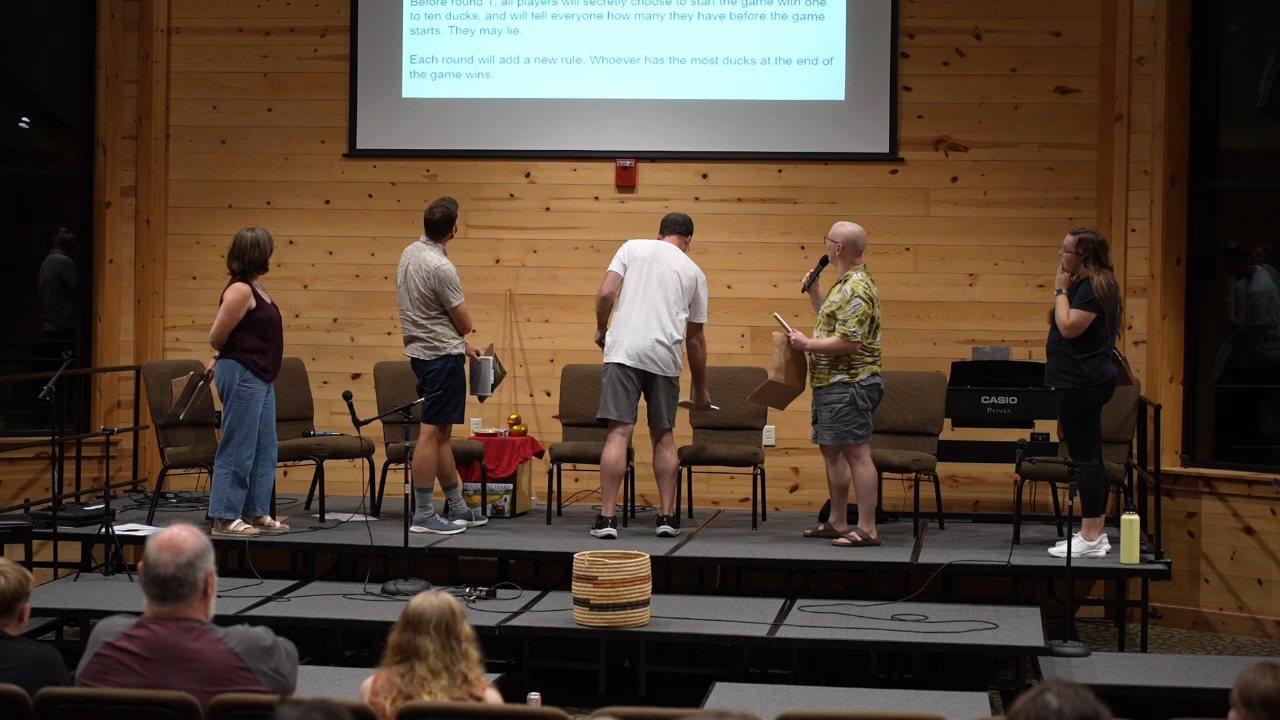 Before round 1, all players will secretly choose to start the game with one
to ten ducks, and will tell everyone how many they have before the game
starts. They may lie.
Each round will add a new rule. Whoever has the most ducks at the end of
the game wins.
CASIO
Privia